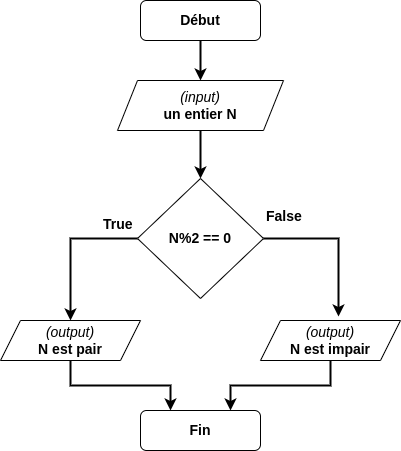 Début
(input)
un entier N
True
False
N%2 == 0
(output)
N est pair
(output)
N est impair
Fin